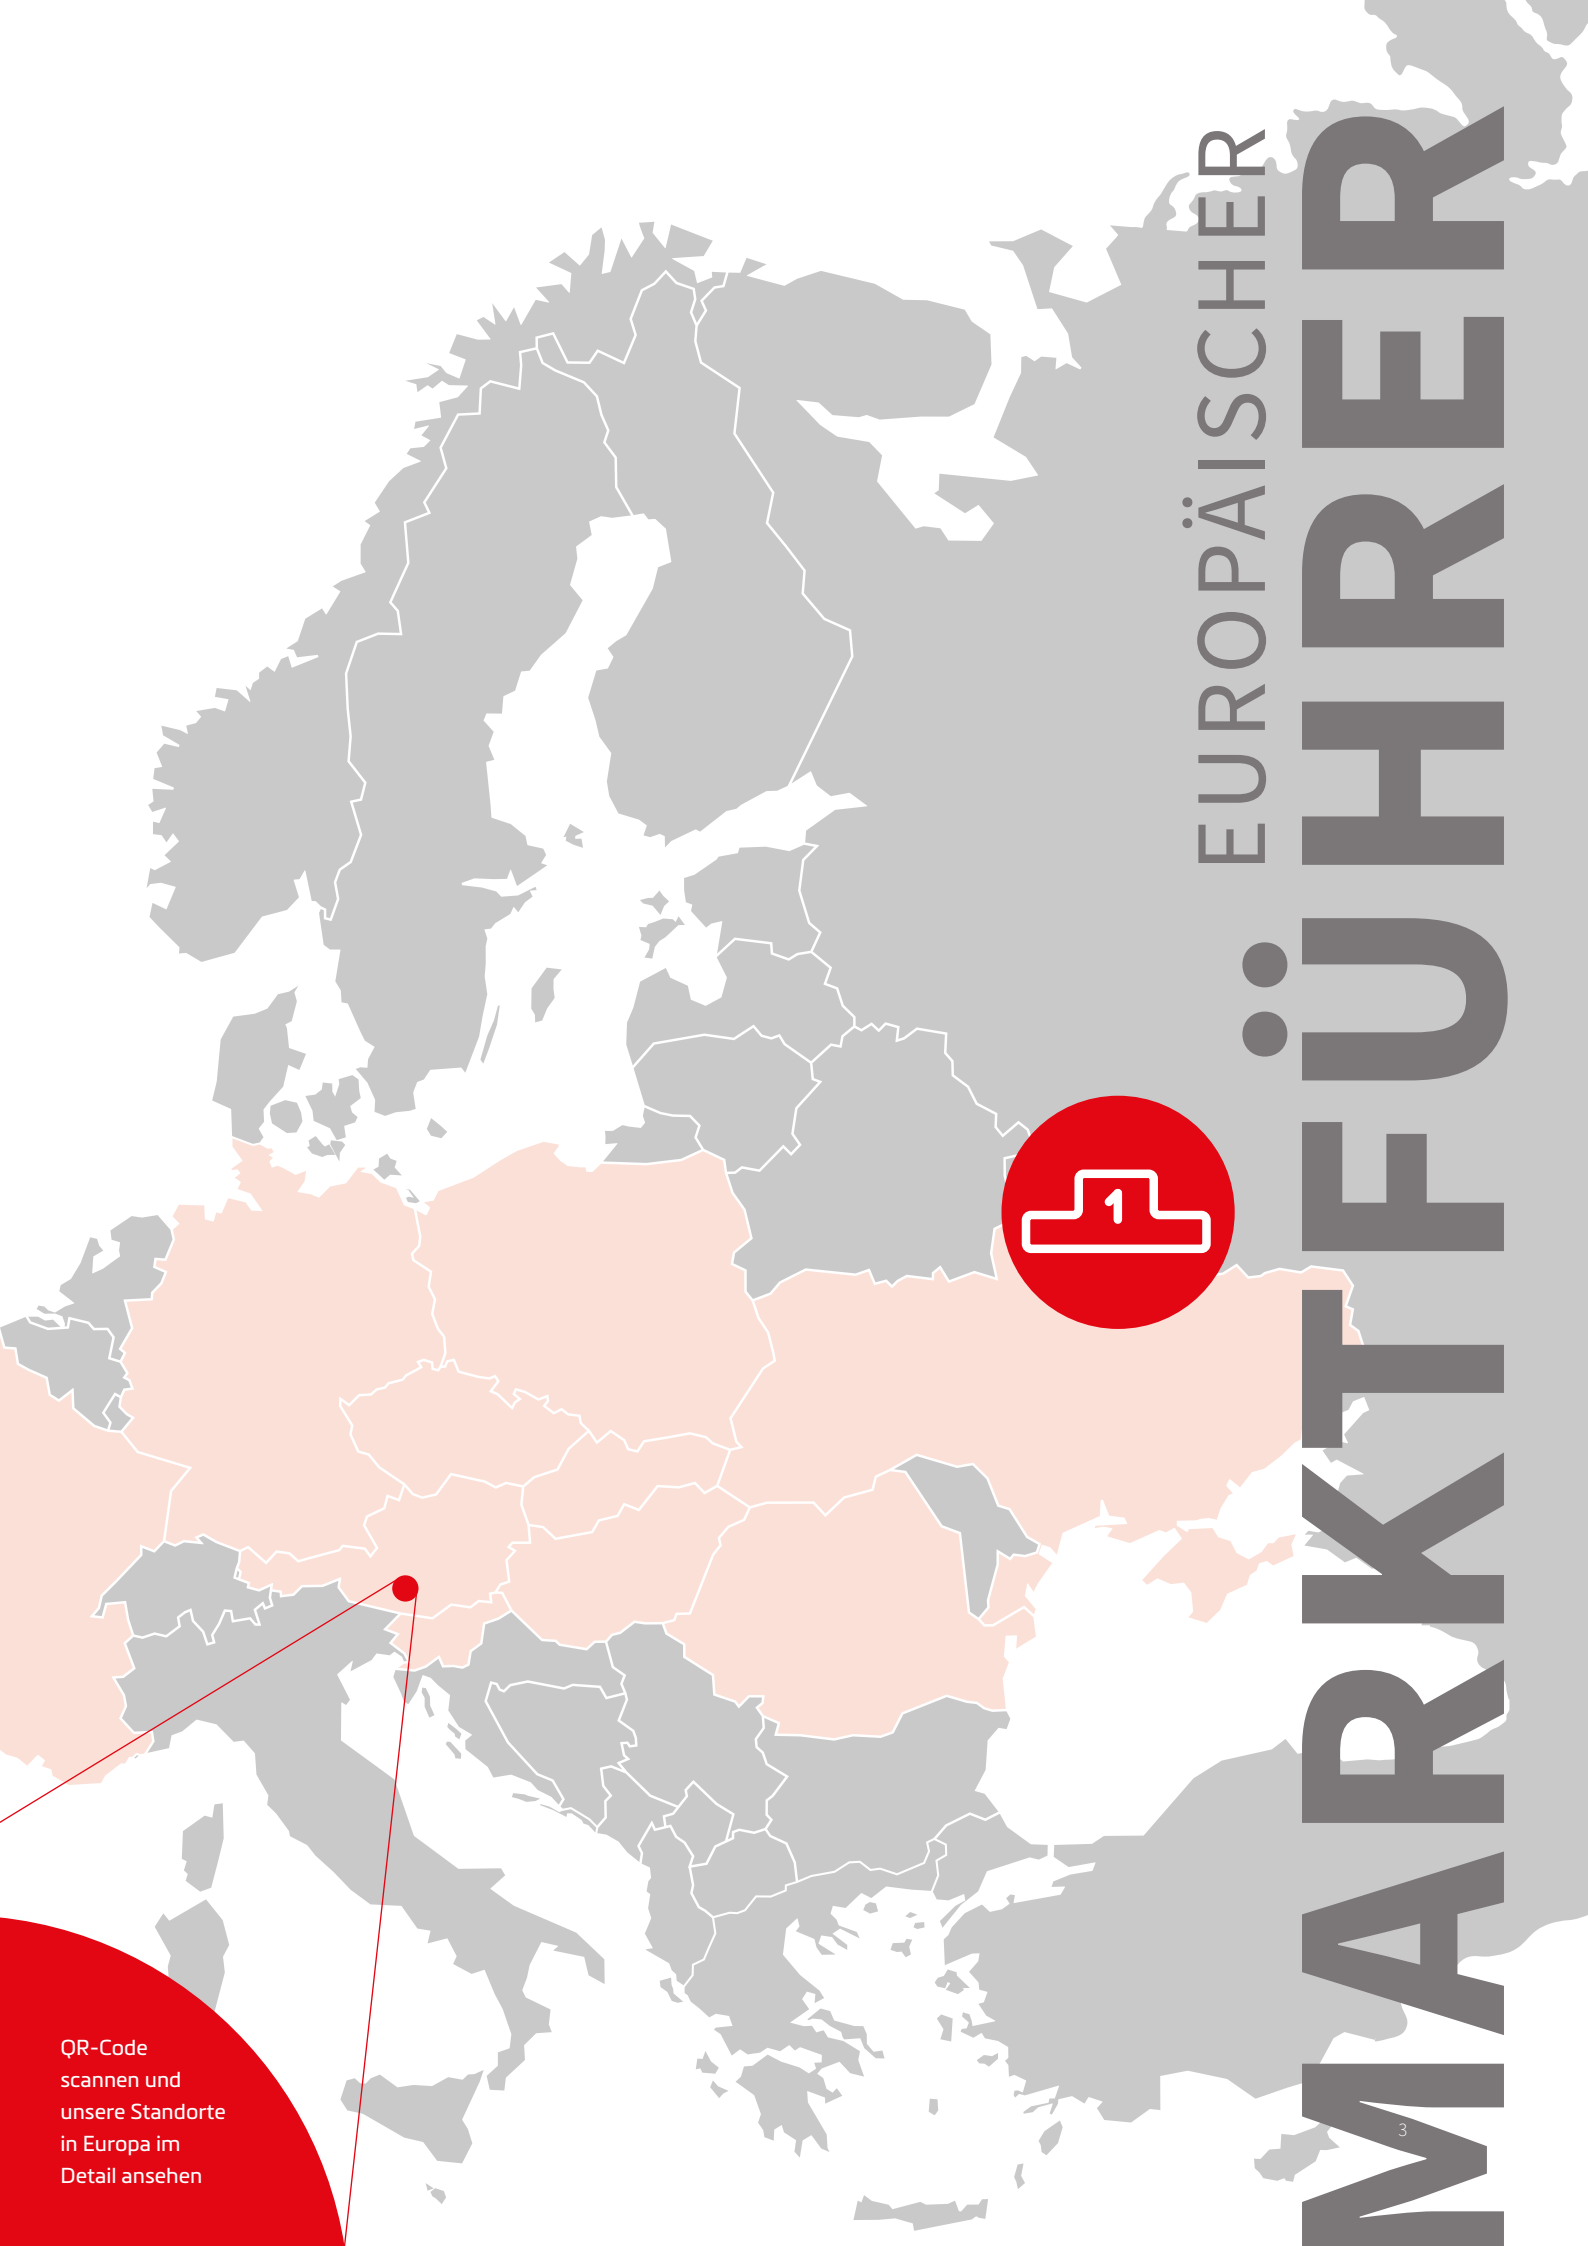 EUROPÄISCHER
MARKTFÜHRER
1
QR-Code
scannen und
unsere Standorte
in Europa im
Detail ansehen
3